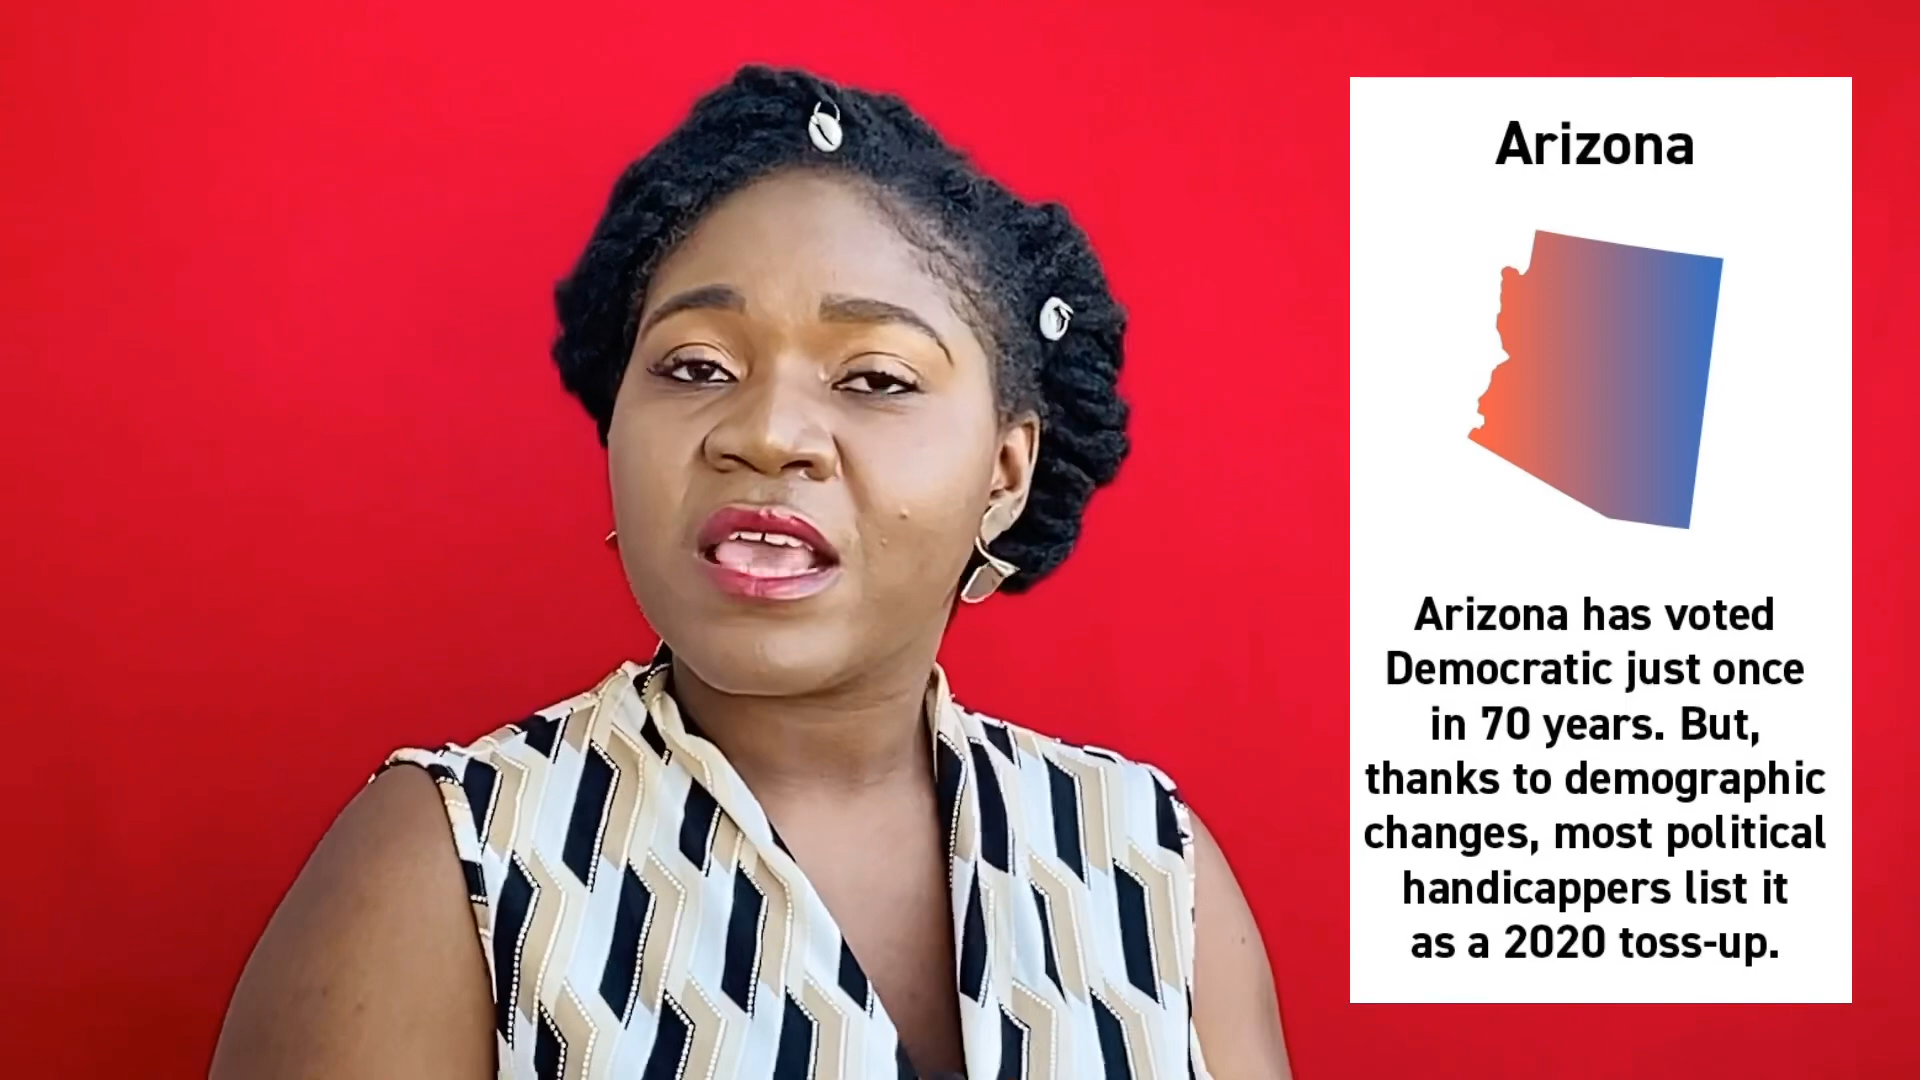 Arizona
Arizona has voted
Democratic just once
in 70 years. But,
thanks to demographic
changes, most political
handicappers list it
as a 2020 toss-up.